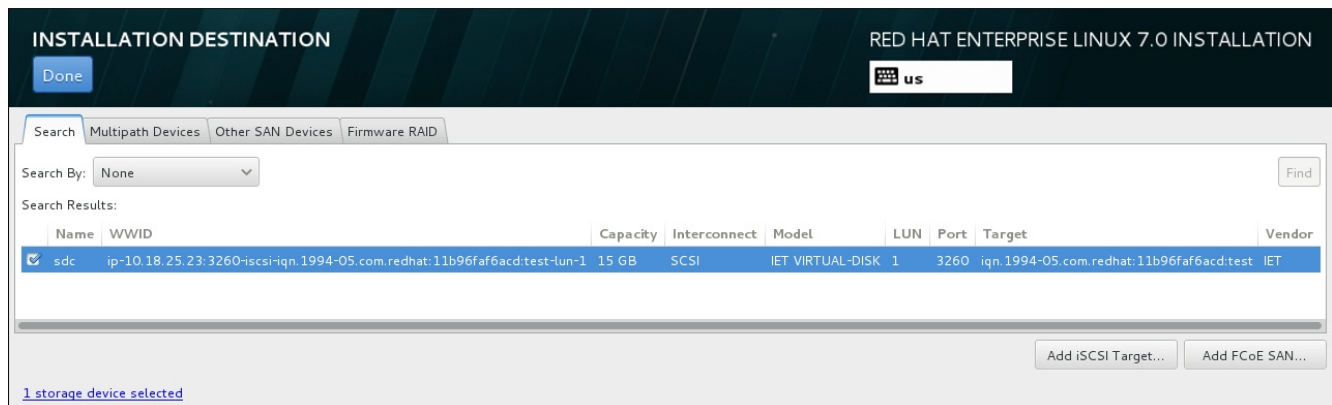 INSTALLATION DESTINATION
RED HAT ENTERPRISE LINUX 7.0 INSTALLATION
Done
us
Search Multipath Devices Other SAN Devices Firmware RAID
Search By: None Find
Search Results:
Name WWID Capacity Interconnect Model LUN Port Target Vendor
sdc ip-10.18.25.23:3260-iscsi-iqn.1994-05.com.redhat:11b96faf6acd:test-lun-1 15 GB SCSI IET VIRTUAL-DISK 1 3260 iqn.1994-05.com.redhat:11b96faf6acd:test IET
Add iSCSI Target... Add FCoE SAN...
1 storage device selected